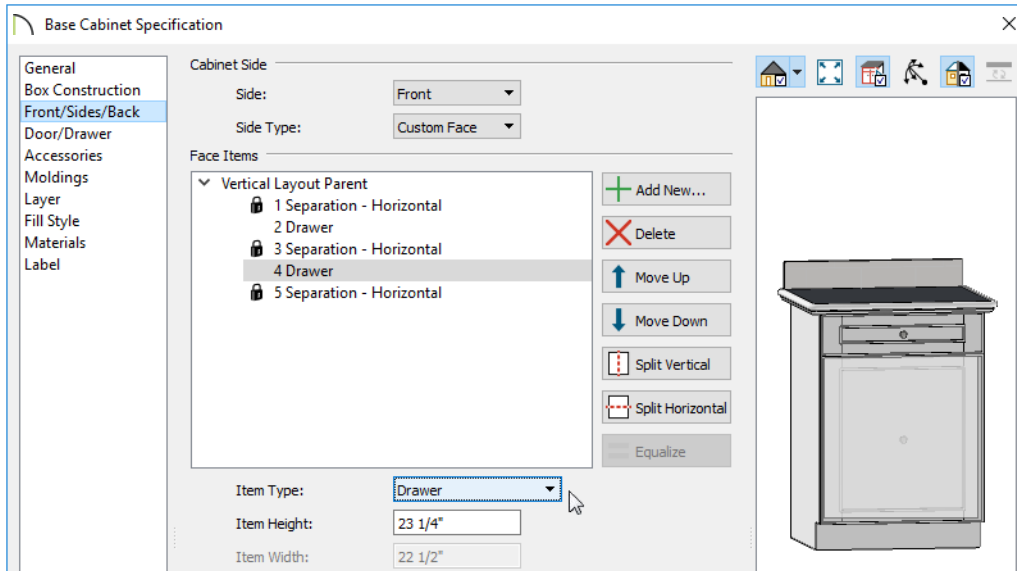 Base Cabinet Specification
General
Box Construction
Front/Sides/Back
Door/Drawer
Accessories
Moldings
Layer
Fill Style
Materials
Label
Cabinet Side
Side: Front
Side Type: Custom Face
Face Items
Vertical Layout Parent
1 Separation - Horizontal
2 Drawer
3 Separation - Horizontal
4 Drawer
5 Separation - Horizontal
Add New...
Delete
Move Up
Move Down
Split Vertical
Split Horizontal
Equalize
Item Type: Drawer
Item Height: 23 1/4"
Item Width: 22 1/2"